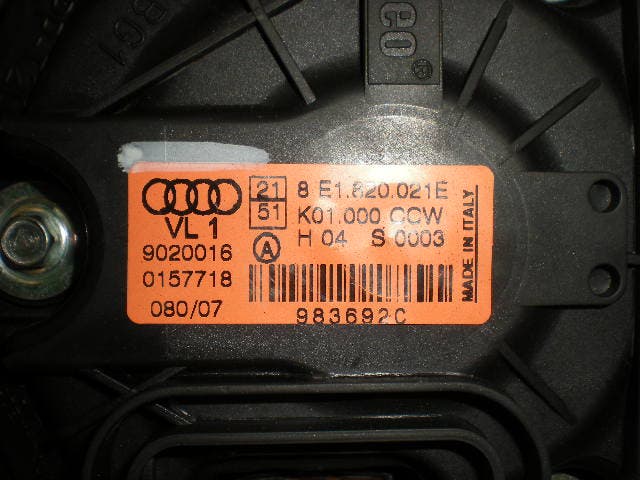 CO®
21 8 E1.820.021E
51 K01.000 CCW
VL 1
A H 04 S 0003
9020016
0157718
080/07
983692C
MADE IN ITALY